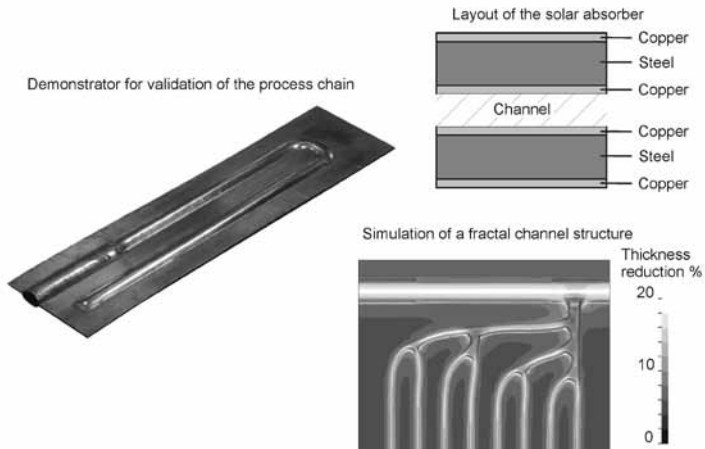 Layout of the solar absorber
Copper
Steel
Copper
Channel
Copper
Steel
Copper
Demonstrator for validation of the process chain
Simulation of a fractal channel structure
Thickness
reduction %
20
10
0